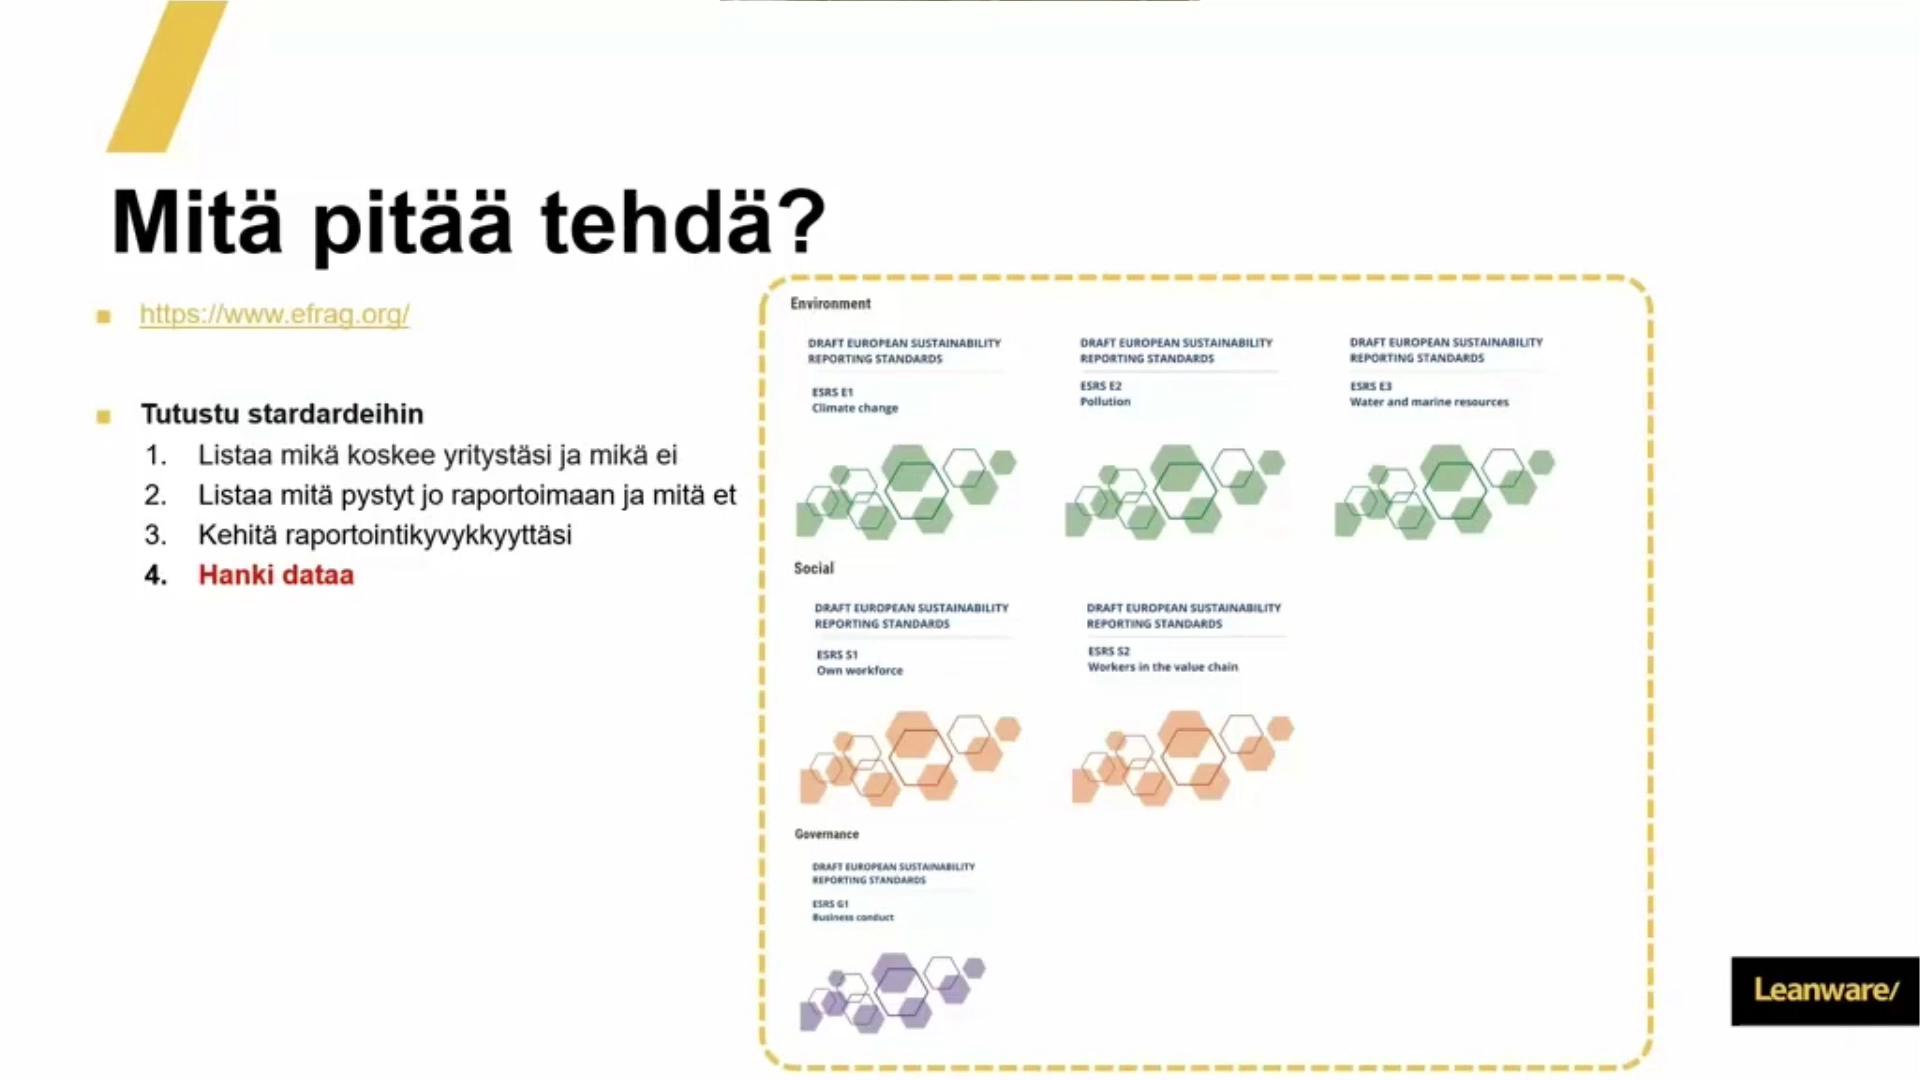 Mitä pitää tehdä?
https://www.efrag.org/
Tutustu stardardeihin
1. Listaa mikä koskee yritystäsi ja mikä ei
2. Listaa mitä pystyt jo raportoimaan ja mitä et
3. Kehitä raportointikyvykkyyttäsi
4. Hanki dataa
Environment
DRAFT EUROPEAN SUSTAINABILITY
REPORTING STANDARDS
ESRS E1
Climate change
DRAFT EUROPEAN SUSTAINABILITY
REPORTING STANDARDS
ESRS E2
Pollution
DRAFT EUROPEAN SUSTAINABILITY
REPORTING STANDARDS
ESRS E3
Water and marine resources
Social
DRAFT EUROPEAN SUSTAINABILITY
REPORTING STANDARDS
ESRS S1
Own workforce
DRAFT EUROPEAN SUSTAINABILITY
REPORTING STANDARDS
ESRS S2
Workers in the value chain
Governance
DRAFT EUROPEAN SUSTAINABILITY
REPORTING STANDARDS
ESRS G1
Business conduct
Leanware/